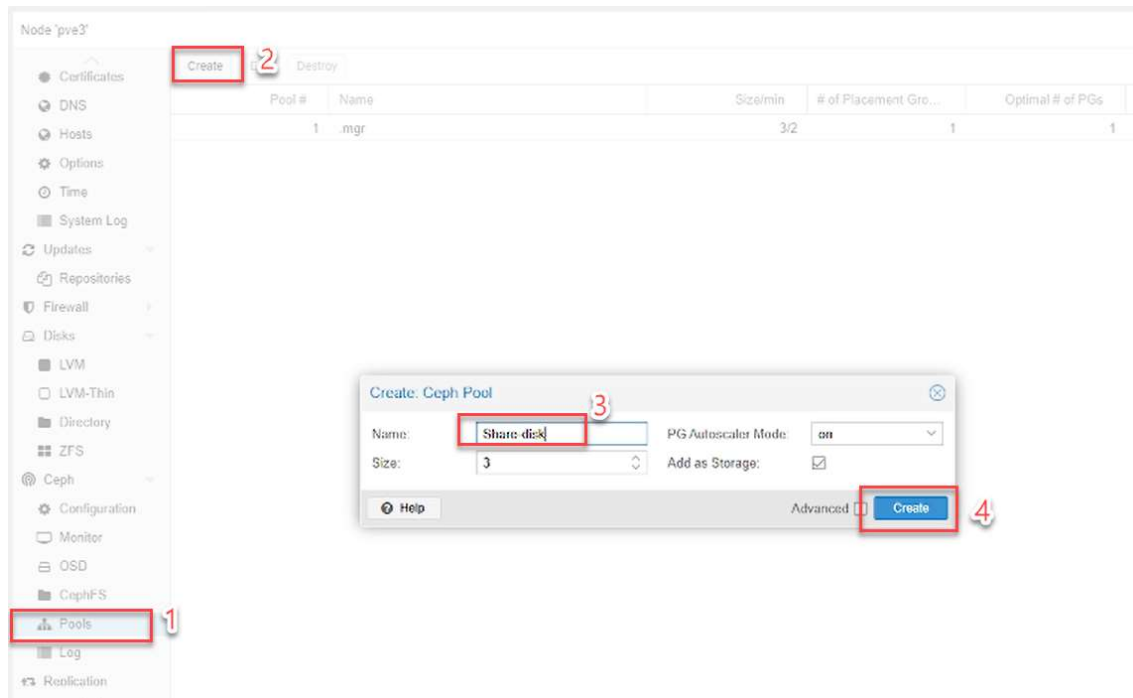 Node 'pve3'
Certificates
DNS
Hosts
Options
Time
System Log
Updates
Repositories
Firewall
Disks
LVM
LVM-Thin
Directory
ZFS
Ceph
Configuration
Monitor
OSD
CephFS
Pools 1
Log
Replication
Create 2 Destroy
Pool # Name Size/min # of Placement Gro... Optimal # of PGs
1 .mgr 3/2 1 1
Create: Ceph Pool
3
Name: Share-disk PG Autoscaler Mode on
Size: 3 Add as Storage:
Help Advanced Create 4